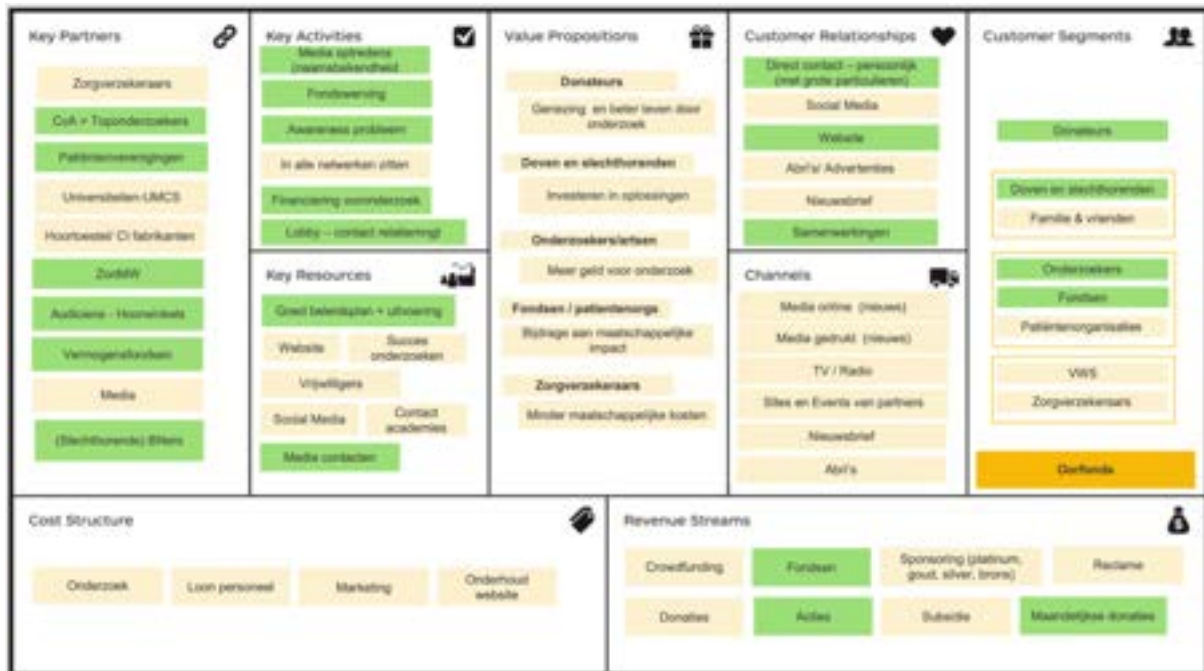 Key Partners
Zorgverzekeraars
CvA + Toponderzoekers
Patiëntenverenigingen
Universiteiten-UMCS
Hoortoestel/ CI fabrikanten
ZonMW
Audiciens - Hoorwinkels
Vermogensfondsen
Media
(Slechthorende) BNers
Key Activities
Media optredens
(naamsbekendheid
Fondswerving
Awareness probleem
In alle netwerken zitten
Financiering ooronderzoek
Lobby – contact
Key Resources
Goed beleidsplan + uitvoering
Website
Succes
onderzoeken
Vrijwilligers
Social Media
Contact
academies
Media contacten
Value Propositions
Donateurs
Genezing en beter leven door
onderzoek
Doven en slechthorenden
Investeren in oplossingen
Onderzoekers/artsen
Meer geld voor onderzoek
Fondsen /
Bijdrage aan maatschappelijke
impact
Zorgverzekeraars
Minder maatschappelijke kosten
Customer Relationships
Direct contact – persoonlijk
(met grote particulieren)
Social Media
Website
Abri's/ Advertenties
Nieuwsbrief
Samenwerkingen
Channels
Media online (nieuws)
Media gedrukt (nieuws)
TV / Radio
Sites en Events van partners
Nieuwsbrief
Abri's
Customer Segments
Donateurs
Doven en slechthorenden
Familie & vrienden
Onderzoekers
Fondsen
Patiëntenorganisaties
VWS
Zorgverzekeraars
Oorfonds
Cost Structure
Onderzoek
Loon personeel
Marketing
Onderhoud
website
Revenue Streams
Crowdfunding
Fondsen
Sponsoring (platinum,
goud, silver, brons)
Reclame
Donaties
Acties
Subsidie
Maandelijkse donaties